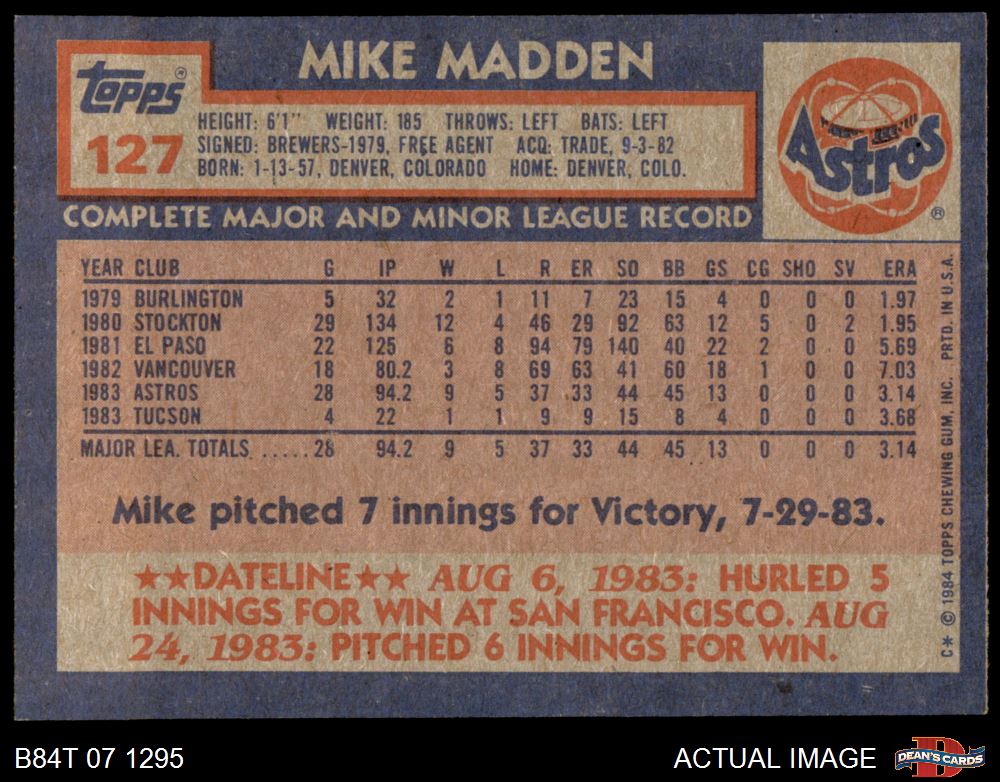 MIKE MADDEN
Topps®
127
HEIGHT: 6'1" WEIGHT: 185 THROWS: LEFT BATS: LEFT
SIGNED: BREWERS-1979, FREE AGENT ACQ: TRADE, 9-3-82
BORN: 1-13-57, DENVER, COLORADO HOME: DENVER, COLO.
Astros
®
COMPLETE MAJOR AND MINOR LEAGUE RECORD
YEAR CLUB G IP W L R ER SO BB GS CG SHO SV ERA
1979 BURLINGTON 5 32 2 1 11 7 23 15 4 0 0 0 1.97
1980 STOCKTON 29 134 12 4 46 29 92 63 12 5 0 2 1.95
1981 EL PASO 22 125 6 8 94 79 140 40 22 2 0 0 5.69
1982 VANCOUVER 18 80.2 3 8 69 63 41 60 18 1 0 0 7.03
1983 ASTROS 28 94.2 9 5 37 33 44 45 13 0 0 0 3.14
1983 TUCSON 4 22 1 1 9 9 15 8 4 0 0 0 3.68
MAJOR LEA. TOTALS ..... 28 94.2 9 5 37 33 44 45 13 0 0 0 3.14
Mike pitched 7 innings for Victory, 7-29-83.
★★DATELINE★★ AUG 6, 1983: HURLED 5
INNINGS FOR WIN AT SAN FRANCISCO. AUG
24, 1983: PITCHED 6 INNINGS FOR WIN.
C* © 1984 TOPPS CHEWING GUM, INC. PRTD. IN U.S.A.
B84T 07 1295
ACTUAL IMAGE
D
DEAN'S CARDS